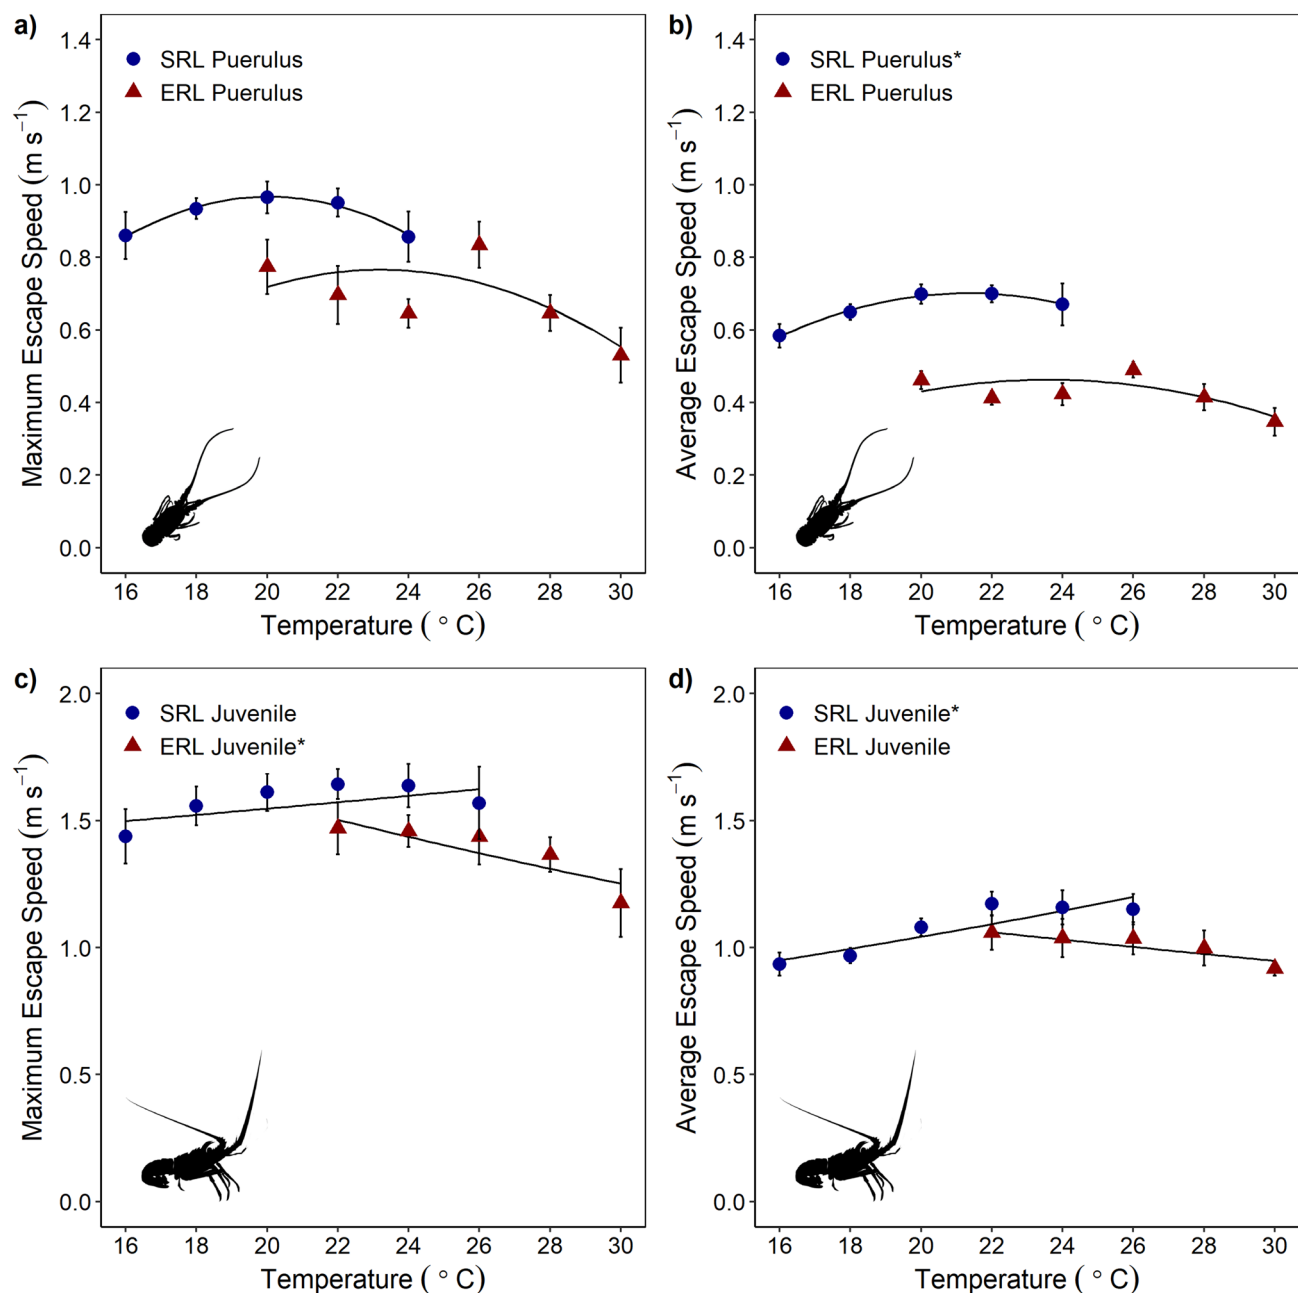 a)
SRL Puerulus
ERL Puerulus
Maximum Escape Speed (m s⁻¹)
1.4
1.2
1.0
0.8
0.6
0.4
0.2
0.0
16 18 20 22 24 26 28 30
Temperature ( ° C)
b)
SRL Puerulus*
ERL Puerulus
Average Escape Speed (m s⁻¹)
1.4
1.2
1.0
0.8
0.6
0.4
0.2
0.0
16 18 20 22 24 26 28 30
Temperature ( ° C)
c)
SRL Juvenile
ERL Juvenile*
Maximum Escape Speed (m s⁻¹)
2.0
1.5
1.0
0.5
0.0
16 18 20 22 24 26 28 30
Temperature ( ° C)
d)
SRL Juvenile*
ERL Juvenile
Average Escape Speed (m s⁻¹)
2.0
1.5
1.0
0.5
0.0
16 18 20 22 24 26 28 30
Temperature ( ° C)